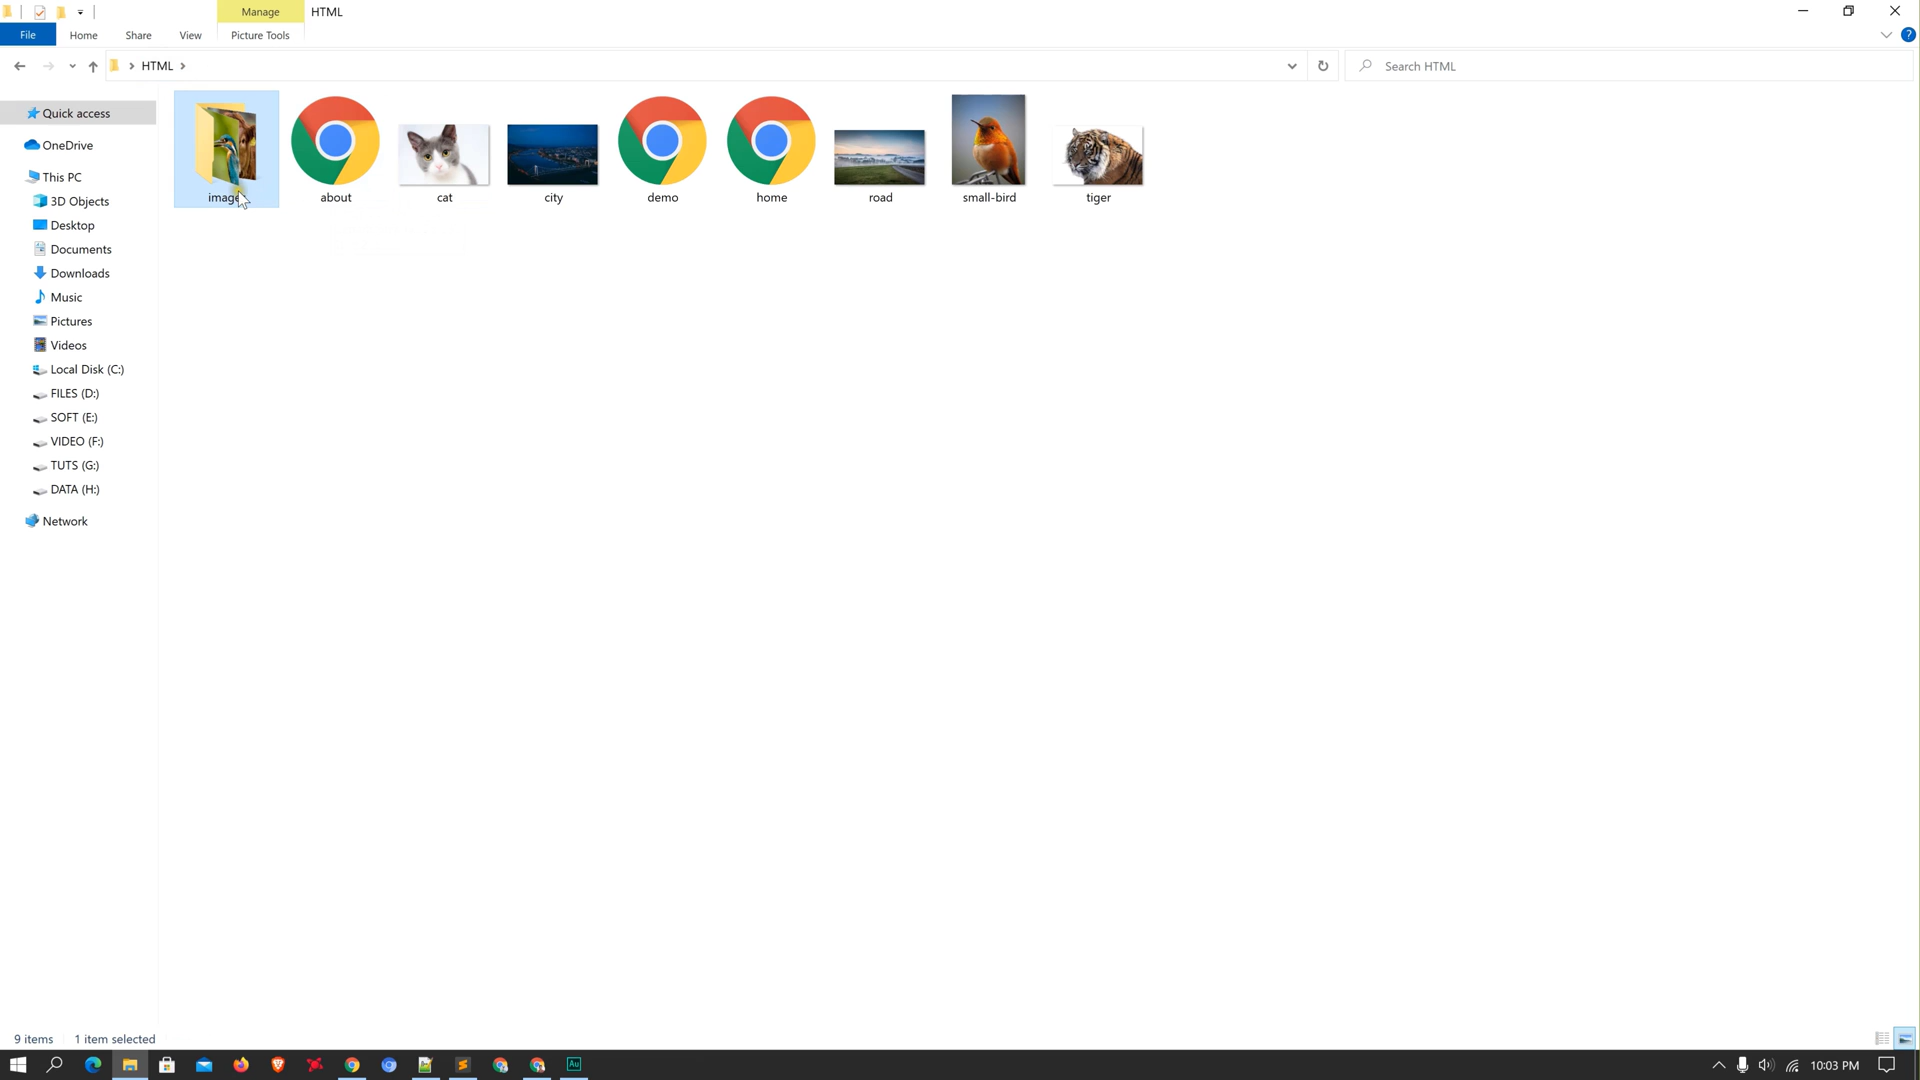 Manage
HTML
File
Home
Share
View
Picture Tools
?
HTML
Search HTML
Quick access
OneDrive
This PC
3D Objects
Desktop
Documents
Downloads
Music
Pictures
Videos
Local Disk (C:)
FILES (D:)
SOFT (E:)
VIDEO (F:)
TUTS (G:)
DATA (H:)
Network
about
cat
city
demo
home
road
small-bird
tiger
9 items
1 item selected
Au
10:03 PM